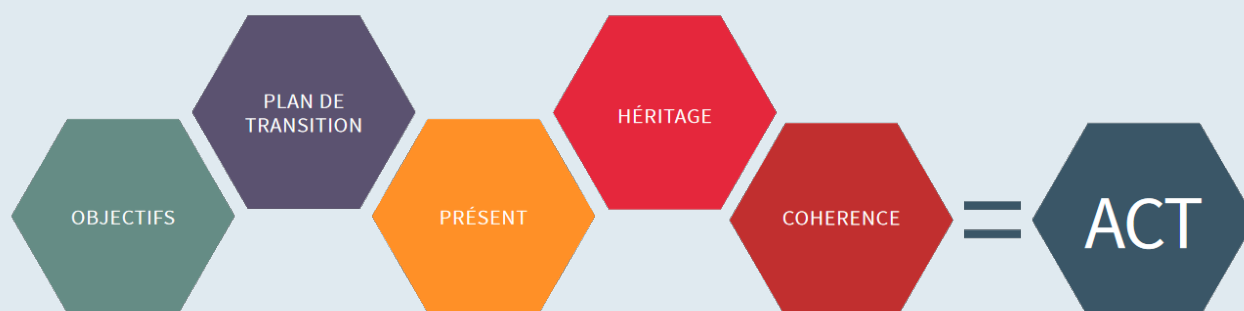 OBJECTIFS
PLAN DE
TRANSITION
PRÉSENT
HÉRITAGE
COHERENCE
=
ACT